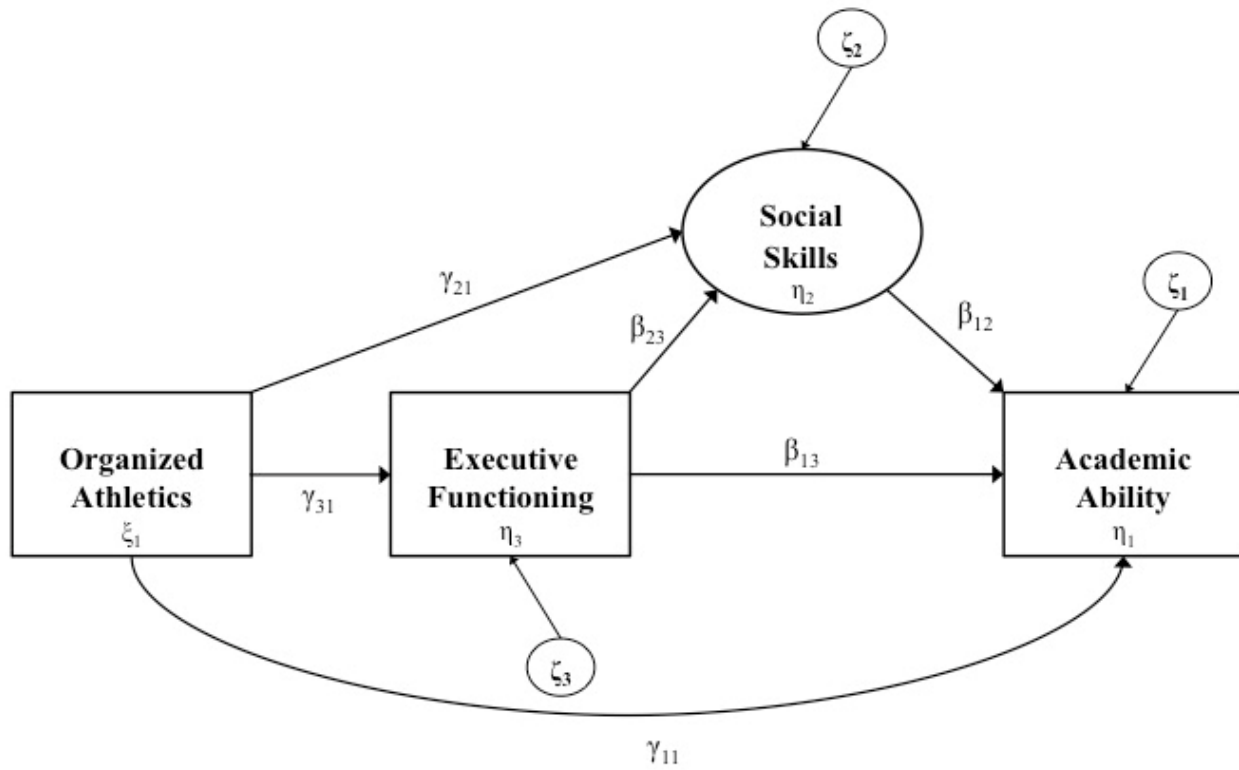 ζ₂
Social
Skills
η₂
ζ₁
γ₂₁
β₂₃
β₁₂
Organized
Athletics
ξ₁
γ₃₁
Executive
Functioning
η₃
β₁₃
Academic
Ability
η₁
ζ₃
γ₁₁